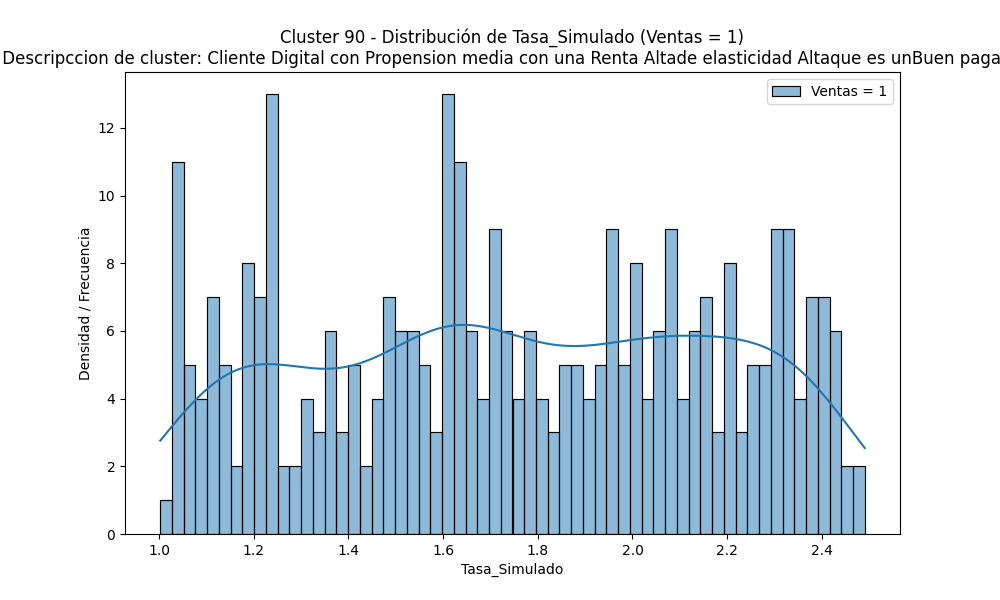 Cluster 90 - Distribución de Tasa_Simulado (Ventas = 1)
Descripccion de cluster: Cliente Digital con Propension media con una Renta Altade elasticidad Altaque es unBuen paga
Ventas = 1
Densidad / Frecuencia
12
10
8
6
4
2
0
1.0 1.2 1.4 1.6 1.8 2.0 2.2 2.4
Tasa_Simulado